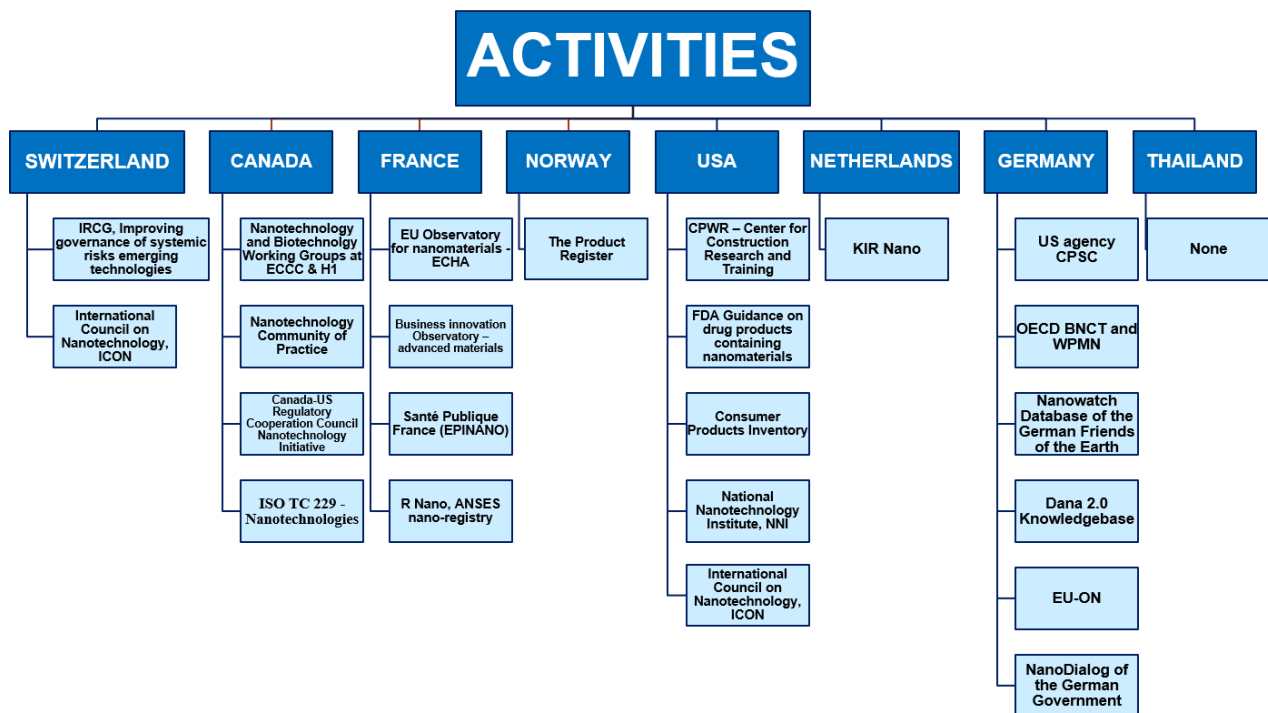 ACTIVITIES
SWITZERLAND
CANADA
FRANCE
NORWAY
USA
NETHERLANDS
GERMANY
THAILAND
IRCG, Improving
governance of systemic
risks emerging
technologies
International
Council on
Nanotechnology,
ICON
Nanotechnology
and Biotechnolgy
Working Groups at
ECCC & H1
Nanotechnology
Community of
Practice
Canada-US
Regulatory
Cooperation Council
Nanotechnology
Initiative
ISO TC 229 -
Nanotechnologies
EU Observatory
for nanomaterials -
ECHA
Business innovation
Observatory –
advanced materials
Santé Publique
France (EPINANO)
R Nano, ANSES
nano-registry
The Product
Register
CPWR – Center for
Construction
Research and
Training
FDA Guidance on
drug products
containing
nanomaterials
Consumer
Products Inventory
National
Nanotechnology
Institute, NNI
International
Council on
Nanotechnology,
ICON
KIR Nano
US agency
CPSC
OECD BNCT and
WPMN
Nanowatch
Database of the
German Friends
of the Earth
Dana 2.0
Knowledgebase
EU-ON
NanoDialog of
the German
Government
None